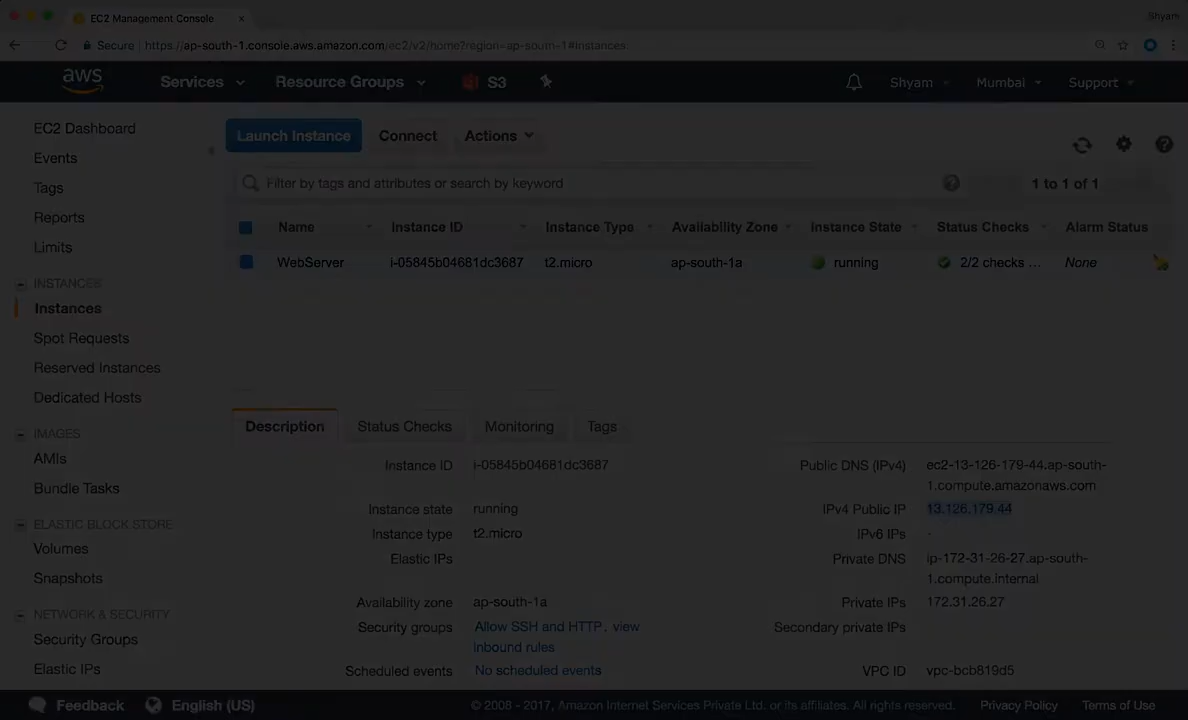 EC2 Management Console
Shyam
Secure https://ap-south-1.console.aws.amazon.com/ec2/v2/home?region=ap-south-1#Instances:
aws Services Resource Groups S3 Shyam Mumbai Support
EC2 Dashboard
Events
Tags
Reports
Limits
INSTANCES
Instances
Spot Requests
Reserved Instances
Dedicated Hosts
IMAGES
AMIs
Bundle Tasks
ELASTIC BLOCK STORE
Volumes
Snapshots
NETWORK & SECURITY
Security Groups
Elastic IPs
Launch Instance Connect Actions
Filter by tags and attributes or search by keyword 1 to 1 of 1
Name Instance ID Instance Type Availability Zone Instance State Status Checks Alarm Status
WebServer i-05845b04681dc3687 t2.micro ap-south-1a running 2/2 checks ... None
Description Status Checks Monitoring Tags
Instance ID i-05845b04681dc3687
Instance state running
Instance type t2.micro
Elastic IPs
Availability zone ap-south-1a
Security groups Allow SSH and HTTP. view
inbound rules
Scheduled events No scheduled events
Public DNS (IPv4) ec2-13-126-179-44.ap-south-
1.compute.amazonaws.com
IPv4 Public IP 13.126.179.44
IPv6 IPs -
Private DNS ip-172-31-26-27.ap-south-
1.compute.internal
Private IPs 172.31.26.27
Secondary private IPs
VPC ID vpc-bcb819d5
Feedback English (US) © 2008 - 2017, Amazon Internet Services Private Ltd. or its affiliates. All rights reserved. Privacy Policy Terms of Use